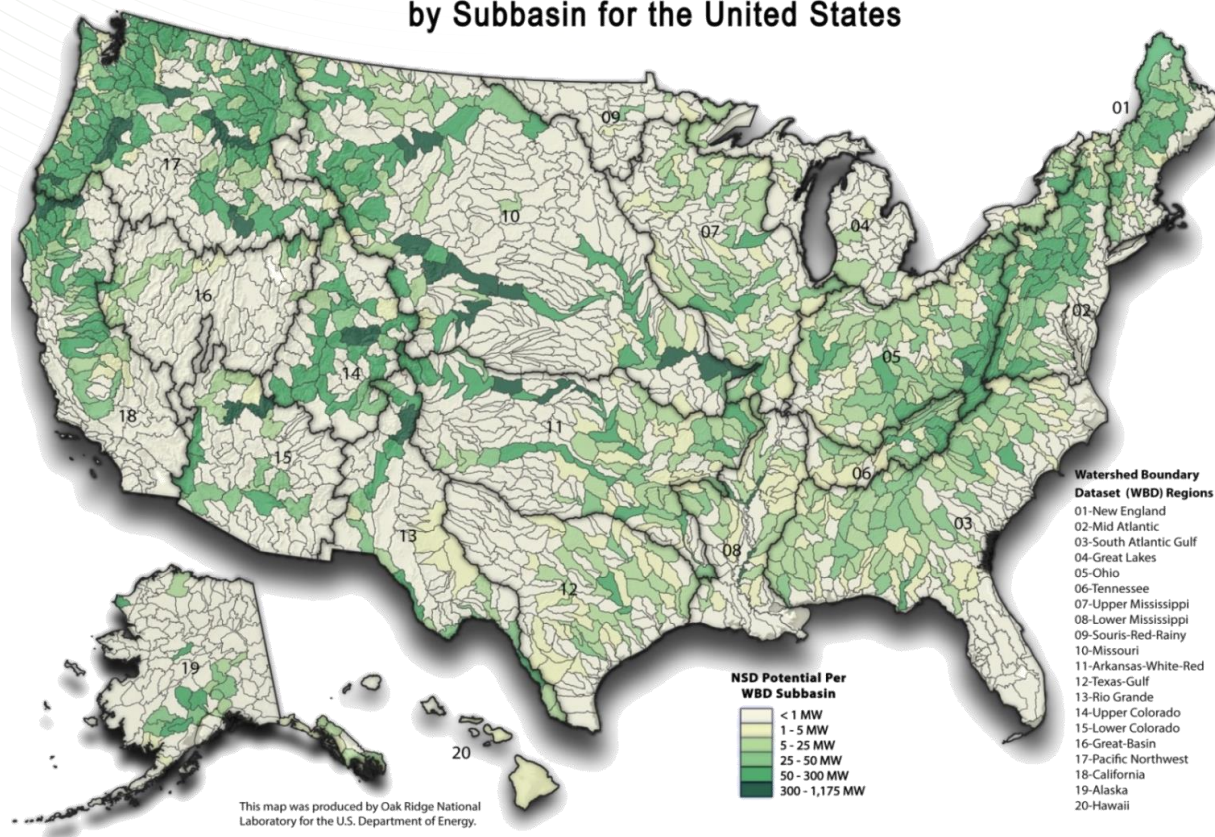 by Subbasin for the United States
01
09
17
10
04
07
16
02
05
14
18
11
15
06
03
13
08
12
19
20
Watershed Boundary
Dataset (WBD) Regions
01-New England
02-Mid Atlantic
03-South Atlantic Gulf
04-Great Lakes
05-Ohio
06-Tennessee
07-Upper Mississippi
08-Lower Mississippi
09-Souris-Red-Rainy
10-Missouri
11-Arkansas-White-Red
12-Texas-Gulf
13-Rio Grande
14-Upper Colorado
15-Lower Colorado
16-Great-Basin
17-Pacific Northwest
18-California
19-Alaska
20-Hawaii
NSD Potential Per
WBD Subbasin
< 1 MW
1 - 5 MW
5 - 25 MW
25 - 50 MW
50 - 300 MW
300 - 1,175 MW
This map was produced by Oak Ridge National
Laboratory for the U.S. Department of Energy.